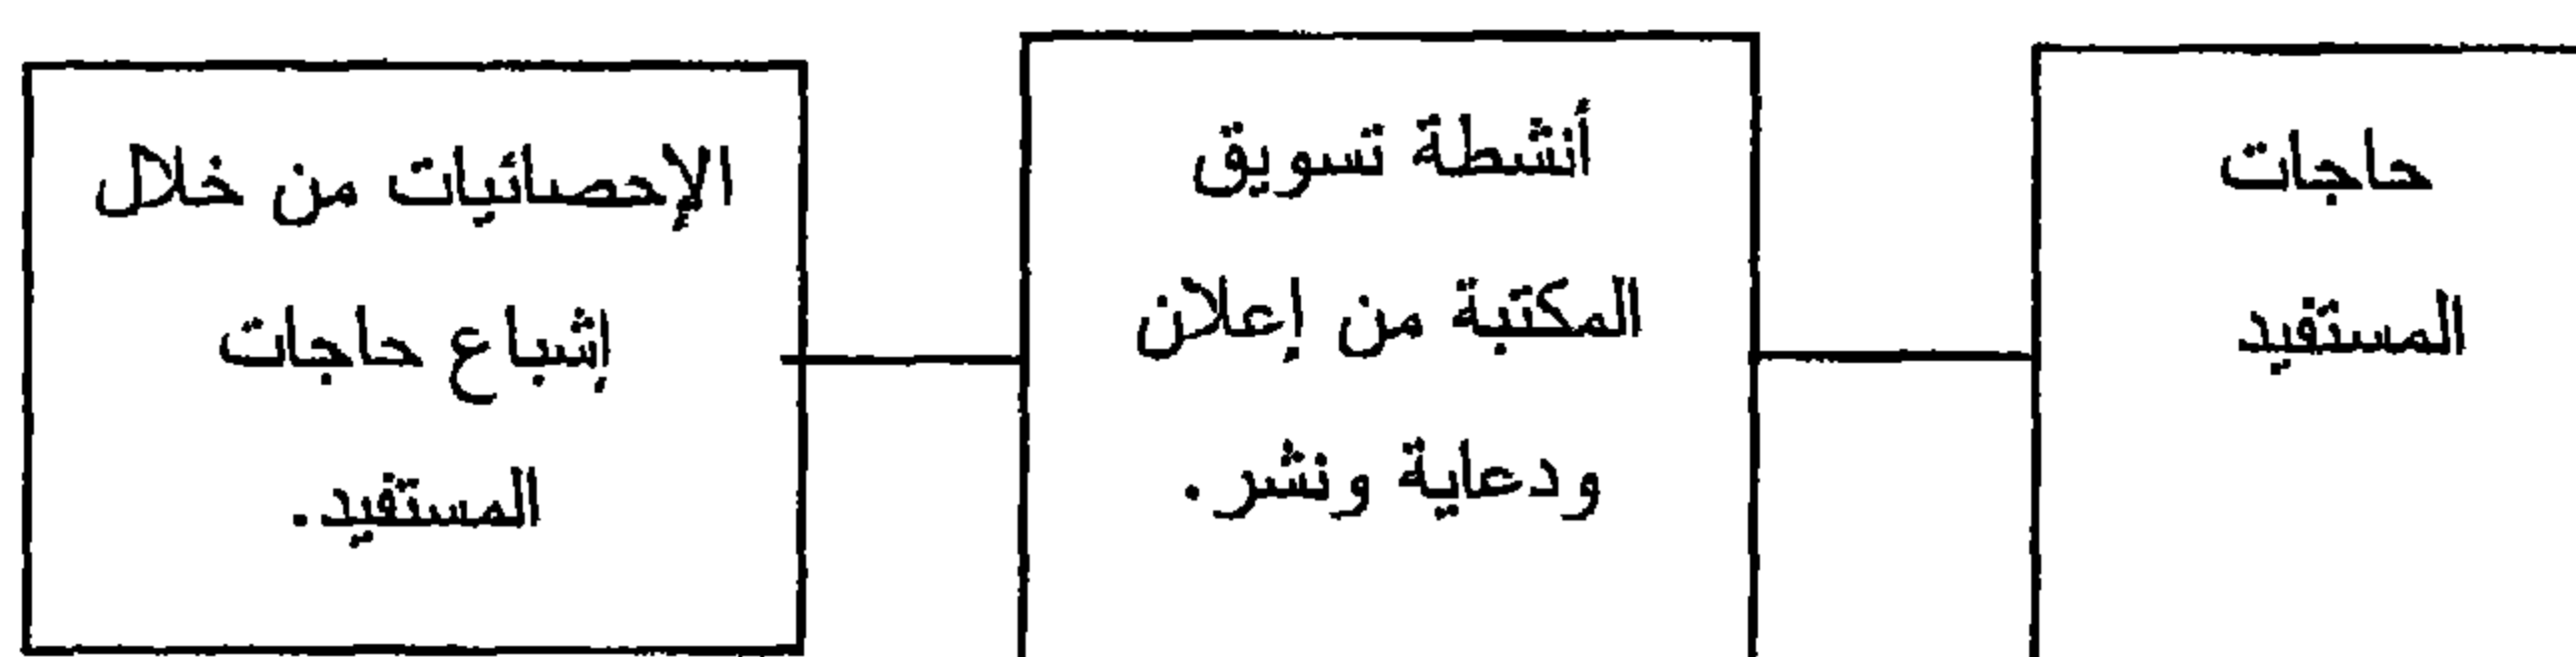 حاجات
المستفيد
أنشطة تسويق
المكتبة من إعلان
ودعاية ونشر.
الإحصائيات من خلال
إشباع حاجات
المستفيد.